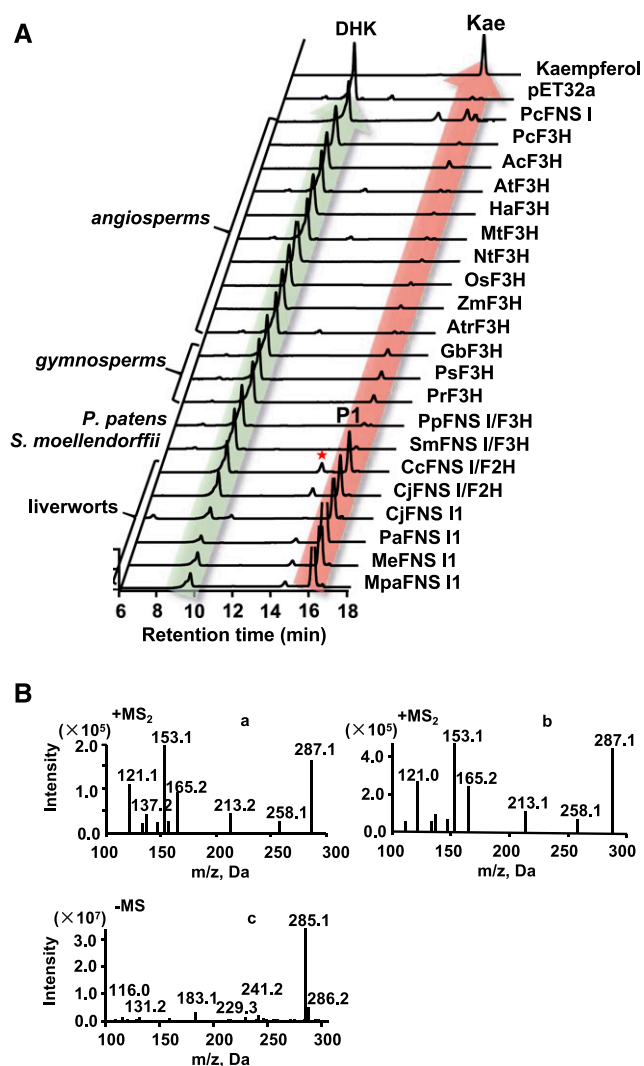 A
DHK
Kae
Kaempferol
pET32a
PcFNS I
PcF3H
AcF3H
AtF3H
HaF3H
MtF3H
NtF3H
OsF3H
ZmF3H
AtrF3H
GbF3H
PsF3H
PrF3H
PpFNS I/F3H
SmFNS I/F3H
CcFNS I/F2H
CjFNS I/F2H
CjFNS I1
PaFNS I1
MeFNS I1
MpaFNS I1
angiosperms
gymnosperms
P. patens
S. moellendorffii
liverworts
P1
6 8 10 12 14 16 18
Retention time (min)
B
+MS2 a
(×10⁵)
Intensity
2.0
1.0
0.0
121.1
137.2
153.1
165.2
213.2
258.1
287.1
100 150 200 250 300
m/z, Da
+MS2 b
(×10⁵)
Intensity
4.0
2.0
0.0
121.0
153.1
165.2
213.1
258.1
287.1
100 150 200 250 300
m/z, Da
-MS c
(×10⁷)
Intensity
3.0
2.0
1.0
0.0
116.0
131.2
183.1
229.3
241.2
285.1
286.2
100 150 200 250 300
m/z, Da